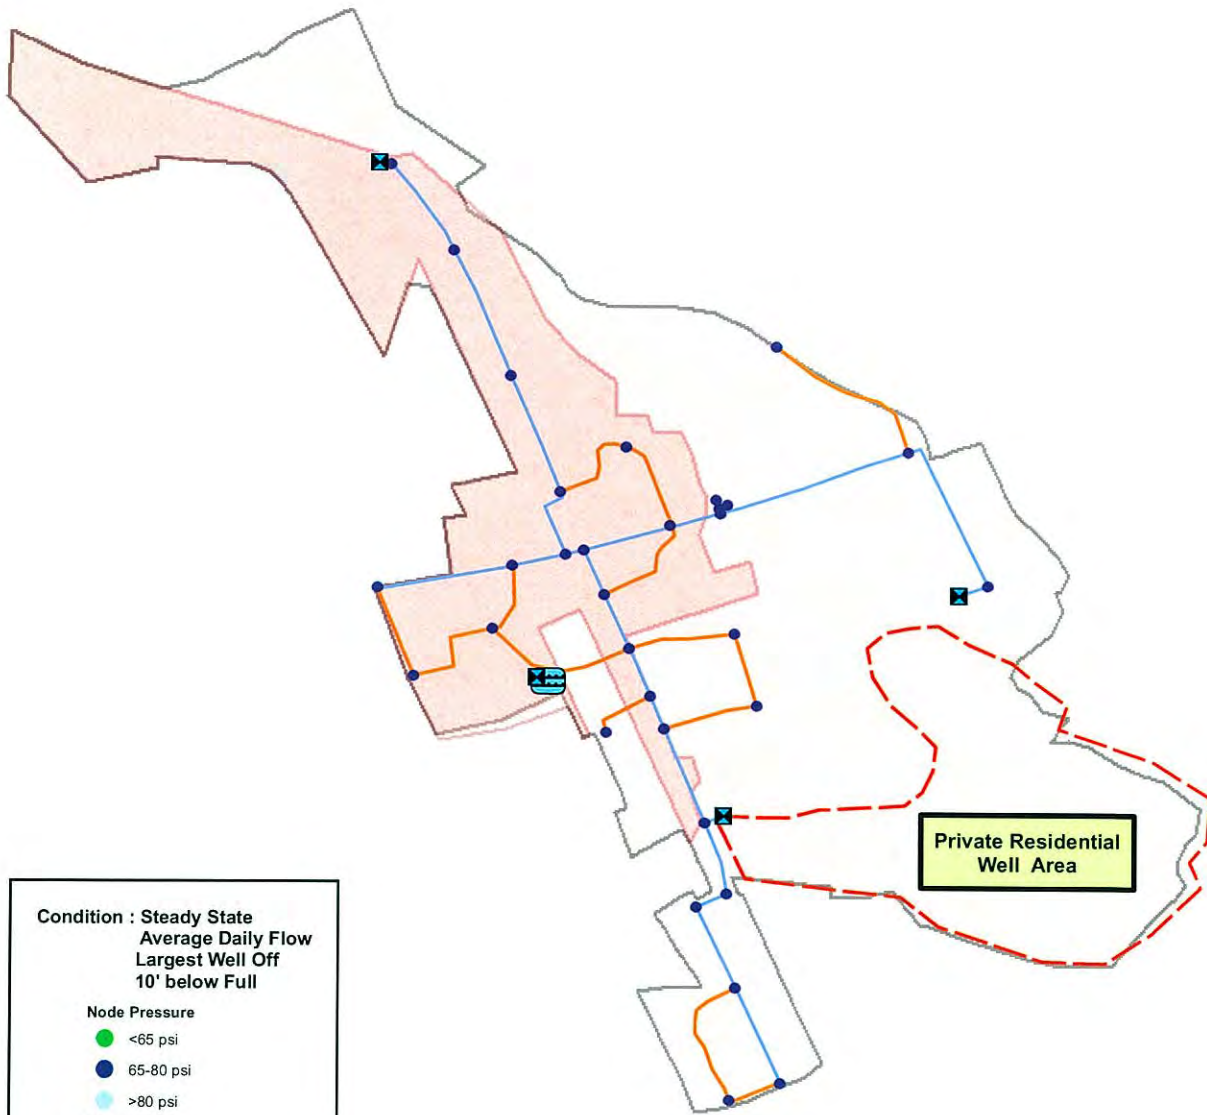 Private Residential
Well Area
Condition : Steady State
Average Daily Flow
Largest Well Off
10' below Full
Node Pressure
<65 psi
65-80 psi
>80 psi